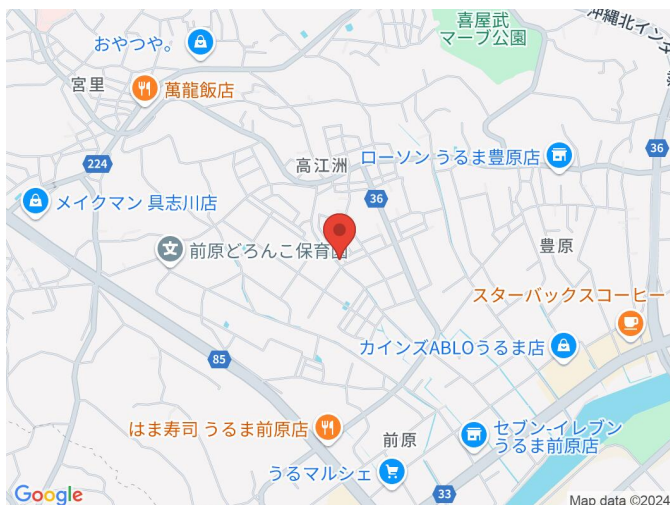 喜屋武
マーブ公園
沖縄北イン
おやつや。
宮里
萬龍飯店
224
高江洲
ローソン うるま豊原店
36
36
メイクマン 具志川店
前原どろんこ保育園
豊原
スターバックスコーヒー
カインズABLOうるま店
85
はま寿司 うるま前原店
前原
セブン-イレブン
うるま前原店
うるマルシェ
33
Google
Map data ©2024